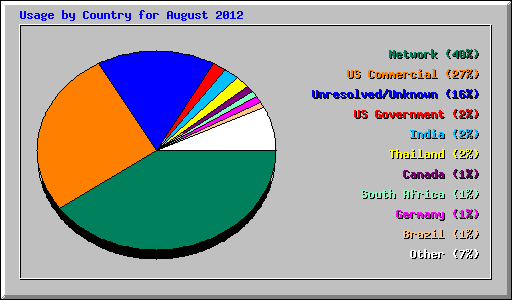 Usage by Country for August 2012
Network (40%)
US Commercial (27%)
Unresolved/Unknown (16%)
US Government (2%)
India (2%)
Thailand (2%)
Canada (1%)
South Africa (1%)
Germany (1%)
Brazil (1%)
Other (7%)